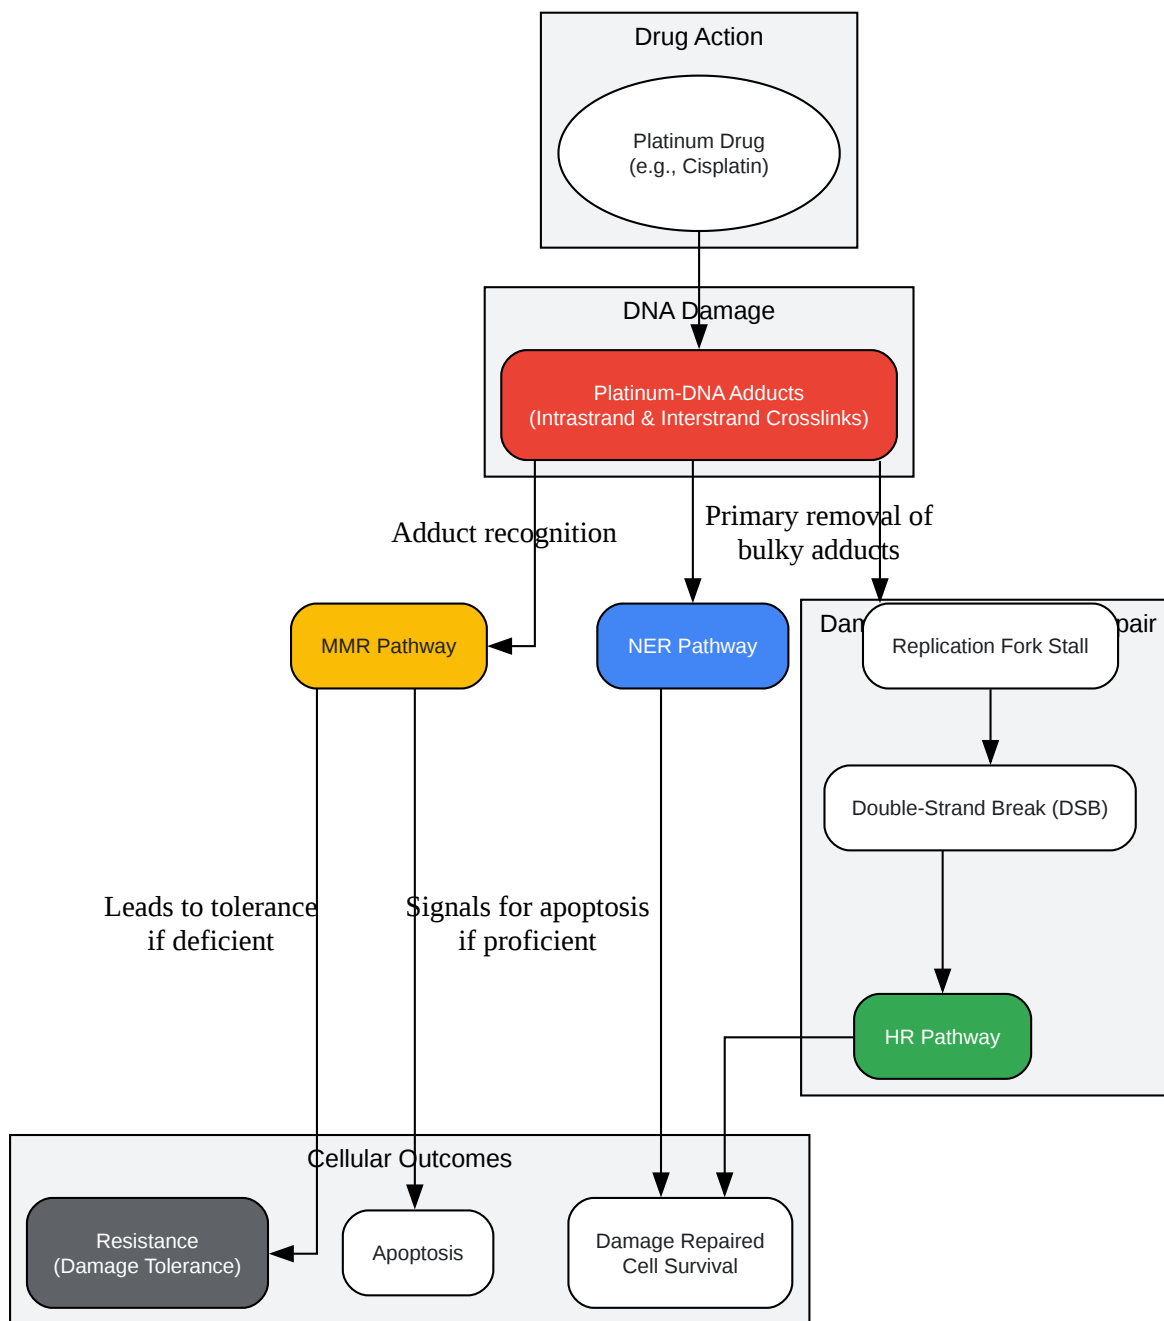 Drug Action
Platinum Drug
(e.g., Cisplatin)
DNA Damage
Platinum-DNA Adducts
(Intrastrand & Interstrand Crosslinks)
Adduct recognition
Primary removal of
bulky adducts
MMR Pathway
NER Pathway
Replication Fork Stall
Double-Strand Break (DSB)
Leads to tolerance
if deficient
Signals for apoptosis
if proficient
HR Pathway
Cellular Outcomes
Resistance
(Damage Tolerance)
Apoptosis
Damage Repaired
Cell Survival